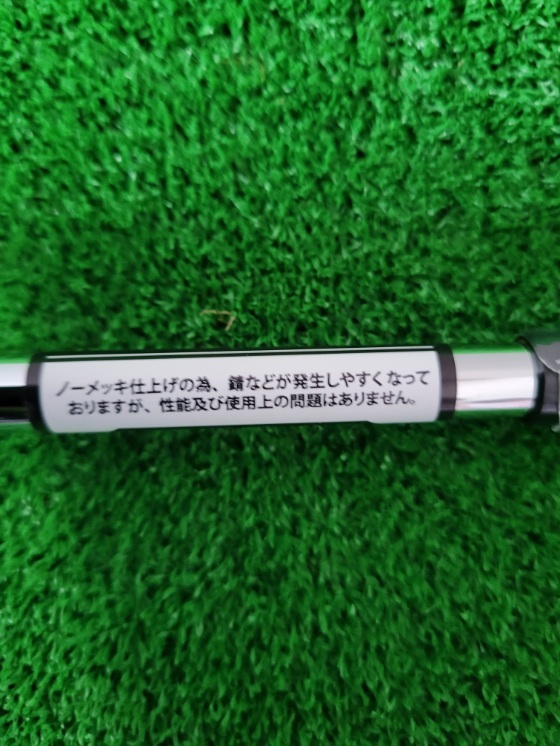 ノーメッキ仕上げの為、錆などが発生しやすくなって
おりますが、性能及び使用上の問題はありません。